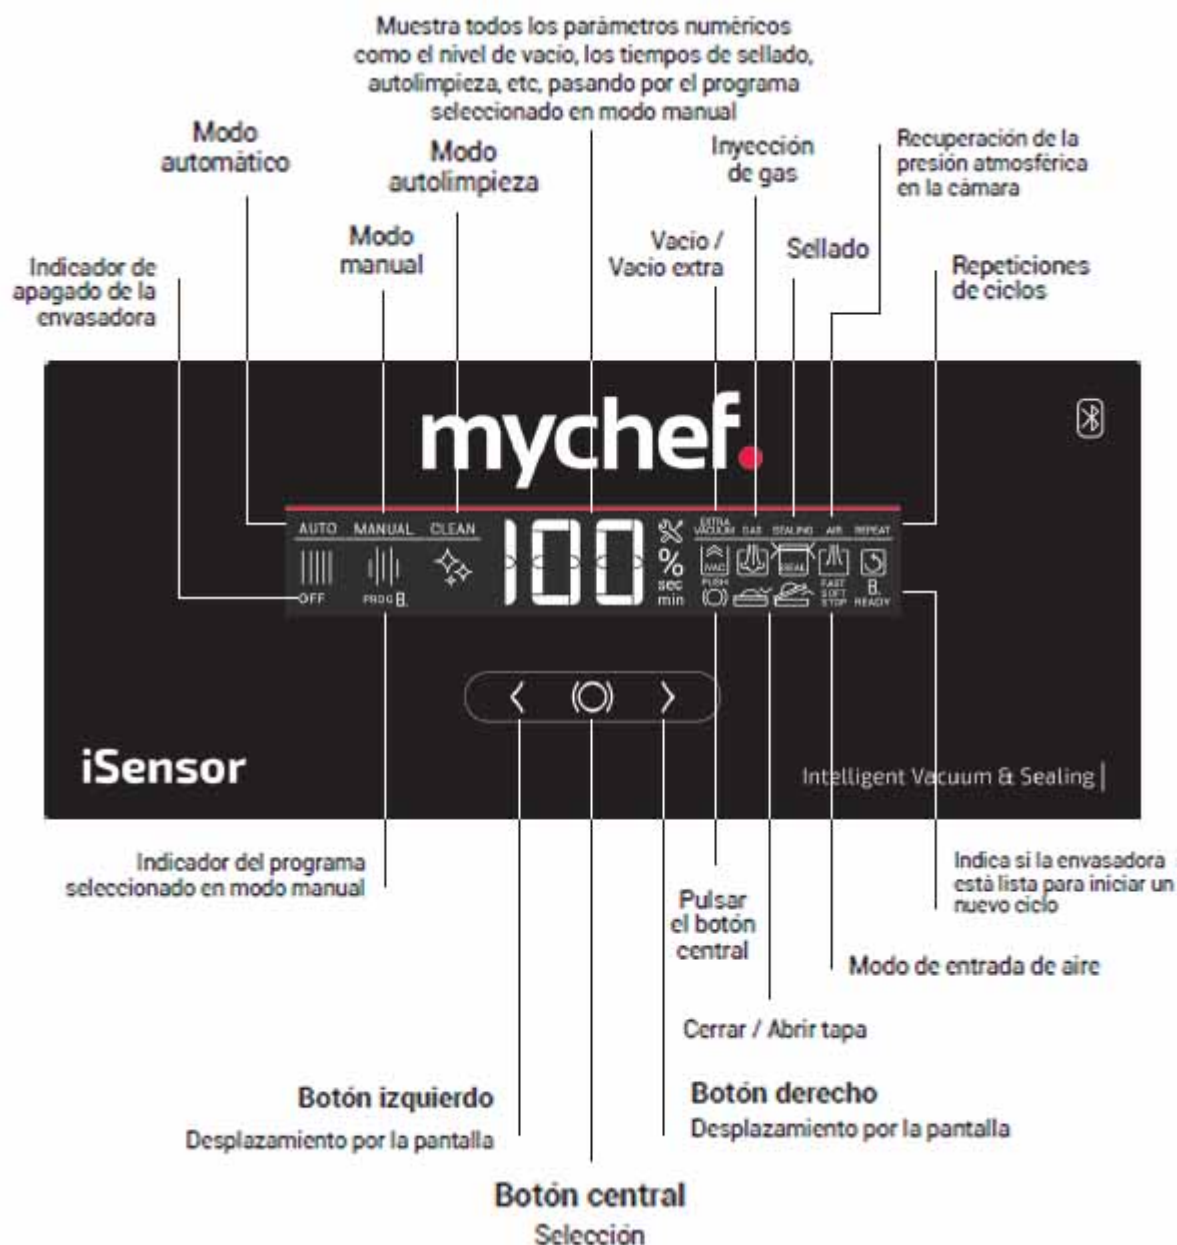 Muestra todos los parámetros numéricos
como el nivel de vacio, los tiempos de sellado,
autolimpieza, etc, pasando por el programa
seleccionado en modo manual
Modo
automático
Modo
autolimpieza
Inyección
de gas
Recuperación de la
presión atmosférica
en la cámara
Modo
manual
Vacio /
Vacio extra
Sellado
Indicador de
apagado de la
envasadora
Repeticiones
de ciclos
mychef.
AUTO MANUAL CLEAN
100
%
sec
min
EXTRA
VACUUM GAS SEALING AIR REPEAT
iVAC
SEAL
PUSH
FAST
SOFT
STOP
8.
READY
OFF
PROG 8.
iSensor
Intelligent Vacuum & Sealing
Indicador del programa
seleccionado en modo manual
Indica si la envasadora
está lista para iniciar un
nuevo ciclo
Pulsar
el botón
central
Modo de entrada de aire
Cerrar / Abrir tapa
Botón izquierdo
Desplazamiento por la pantalla
Botón derecho
Desplazamiento por la pantalla
Botón central
Selección